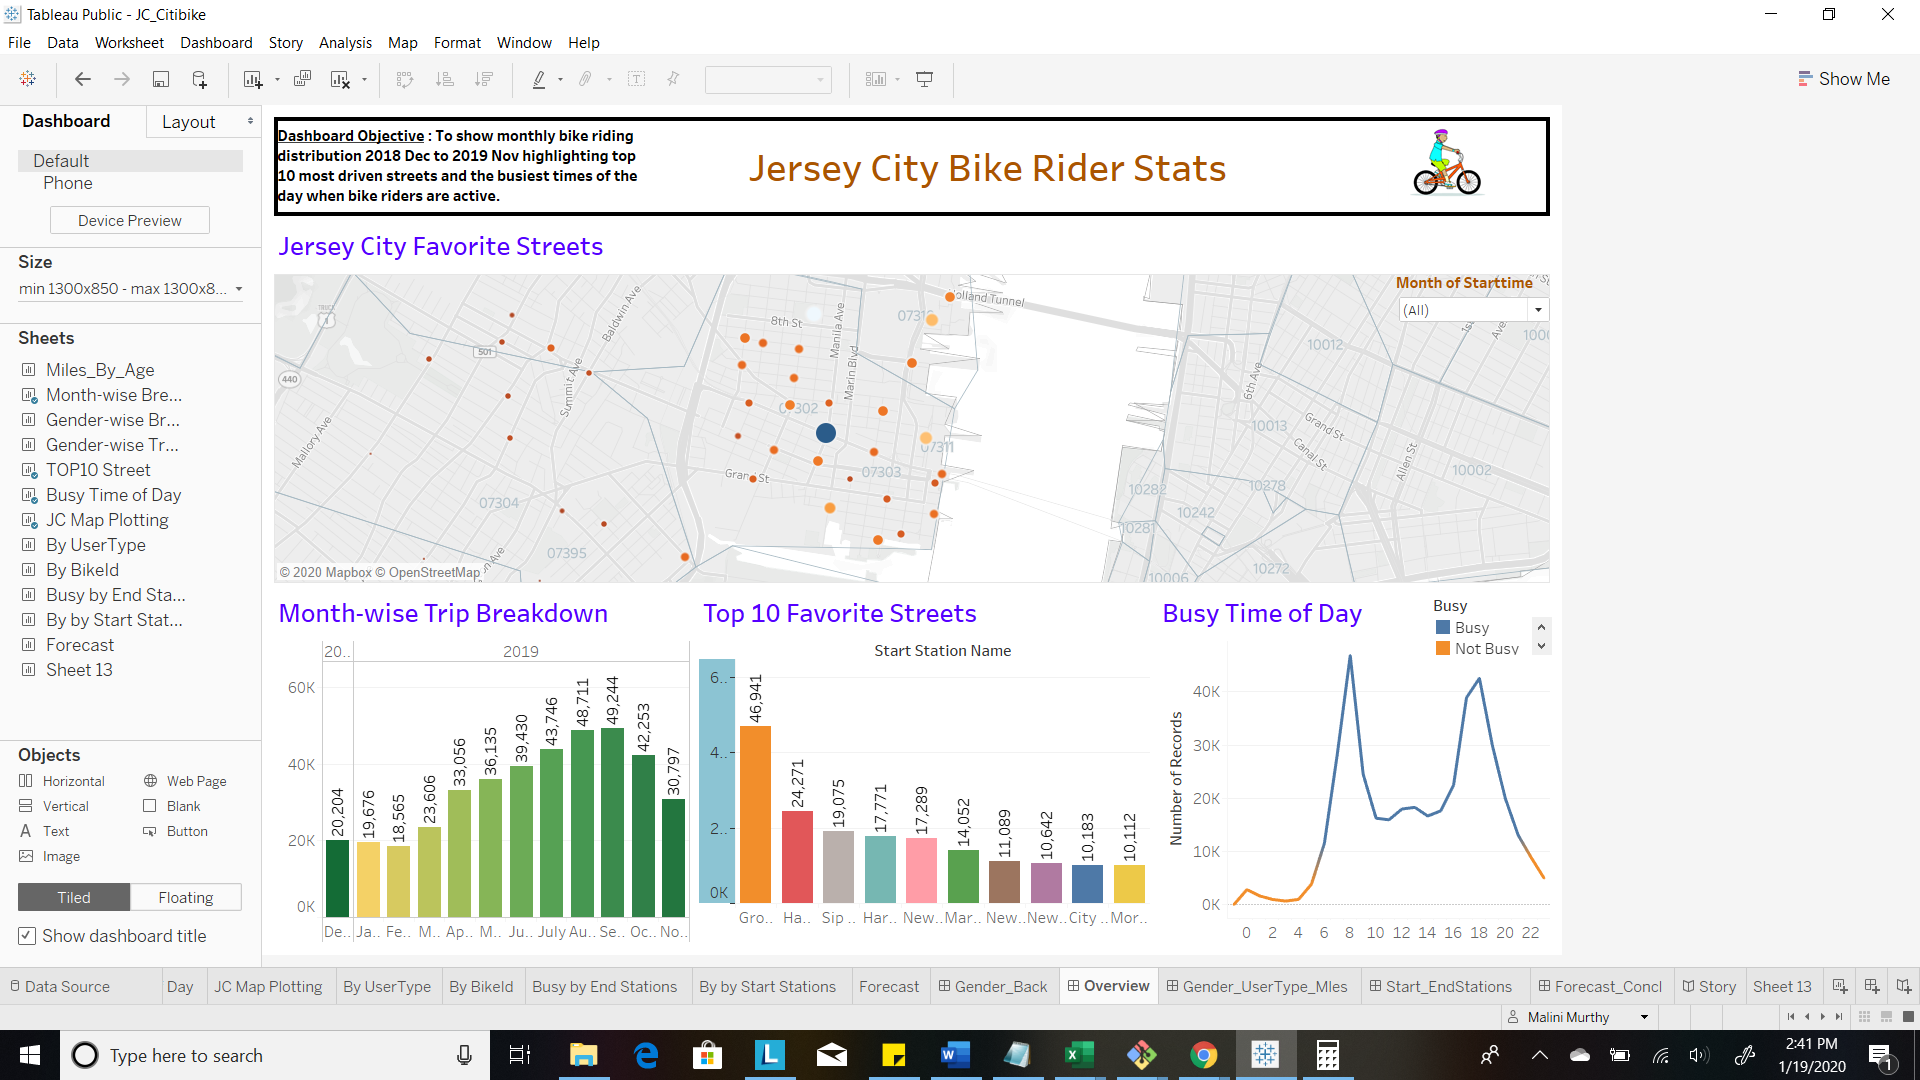 Tableau Public - JC_Citibike
File Data Worksheet Dashboard Story Analysis Map Format Window Help
Show Me
Dashboard Layout
Default
Phone
Device Preview
Size
min 1300x850 - max 1300x8...
Sheets
Miles_By_Age
Month-wise Bre...
Gender-wise Br...
Gender-wise Tr...
TOP10 Street
Busy Time of Day
JC Map Plotting
By UserType
By BikeId
Busy by End Sta...
By by Start Stat...
Forecast
Sheet 13
Objects
Horizontal Web Page
Vertical Blank
Text Button
Image
Tiled Floating
Show dashboard title
Dashboard Objective : To show monthly bike riding
distribution 2018 Dec to 2019 Nov highlighting top
10 most driven streets and the busiest times of the
day when bike riders are active.
Jersey City Bike Rider Stats
Jersey City Favorite Streets
Month of Starttime
(All)
Holland Tunnel
8th St
Manila Ave
Marin Blvd
Baldwin Ave
Summit Ave
Mallory Ave
Grand St
501
440
07302
07311
07303
07304
07395
6th Ave
Grand St
Canal St
Allen St
10012
10013
10002
10282
10278
10242
10281
10272
10006
© 2020 Mapbox © OpenStreetMap
Month-wise Trip Breakdown
20.. 2019
60K
40K
20K
0K
20,204 19,676 18,565 23,606 33,056 36,135 39,430 43,746 48,711 49,244 42,253 30,797
De.. Ja.. Fe.. M.. Ap.. M.. Ju.. July Au.. Se.. Oc.. No..
Top 10 Favorite Streets
Start Station Name
6..
4..
2..
0K
46,941 24,271 19,075 17,771 17,289 14,052 11,089 10,642 10,183 10,112
Gro.. Ha.. Sip .. Har.. New.. Mar.. New.. New.. City .. Mor..
Busy Time of Day
Busy
Busy
Not Busy
Number of Records
40K
30K
20K
10K
0K
0 2 4 6 8 10 12 14 16 18 20 22
Data Source Day JC Map Plotting By UserType By BikeId Busy by End Stations By by Start Stations Forecast Gender_Back Overview Gender_UserType_Mles Start_EndStations Forecast_Concl Story Sheet 13
Malini Murthy
Type here to search
2:41 PM
1/19/2020
1